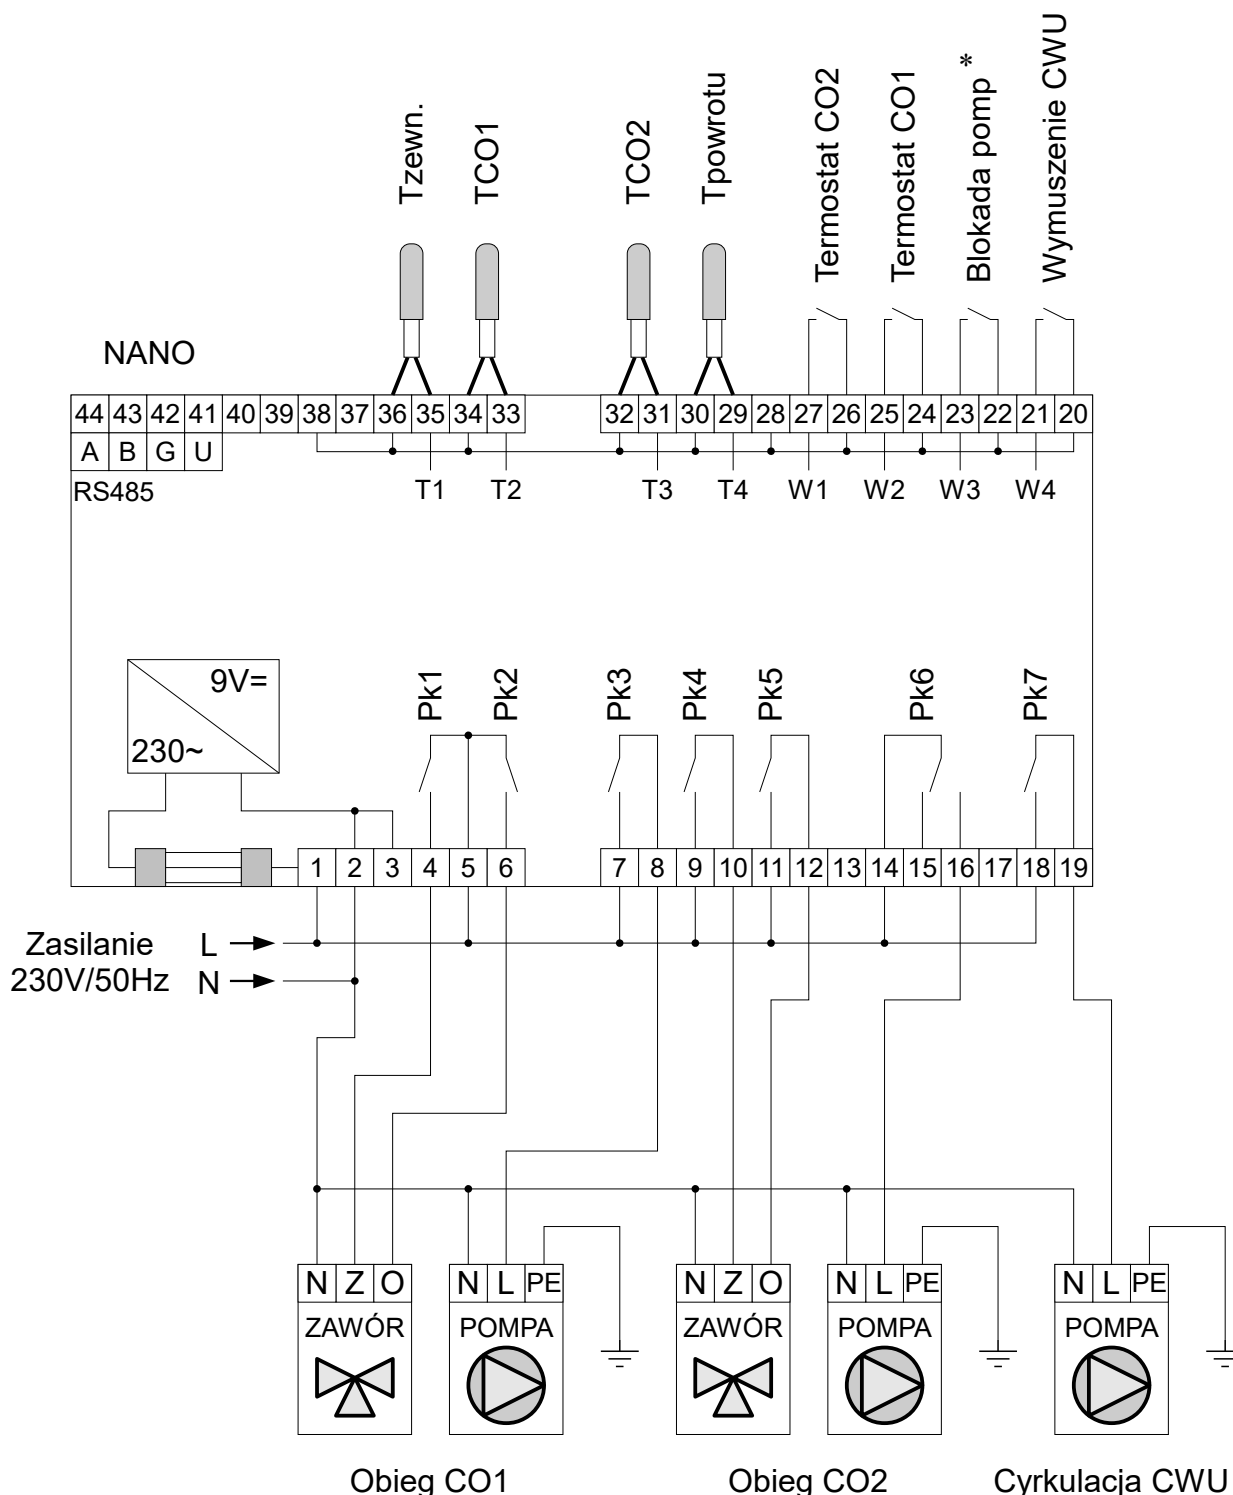 Tzewn.
TCO1
TCO2
Tpowrotu
Termostat CO2
Termostat CO1
Blokada pomp*
Wymuszenie CWU
NANO
44 43 42 41 40 39 38 37 36 35 34 33 32 31 30 29 28 27 26 25 24 23 22 21 20
A B G U
RS485 T1 T2 T3 T4 W1 W2 W3 W4
9V=
230~
Pk1
Pk2
Pk3
Pk4
Pk5
Pk6
Pk7
1 2 3 4 5 6 7 8 9 10 11 12 13 14 15 16 17 18 19
Zasilanie L
230V/50Hz N
N Z O N L PE N Z O N L PE N L PE
ZAWÓR POMPA ZAWÓR POMPA POMPA
Obieg CO1 Obieg CO2 Cyrkulacja CWU